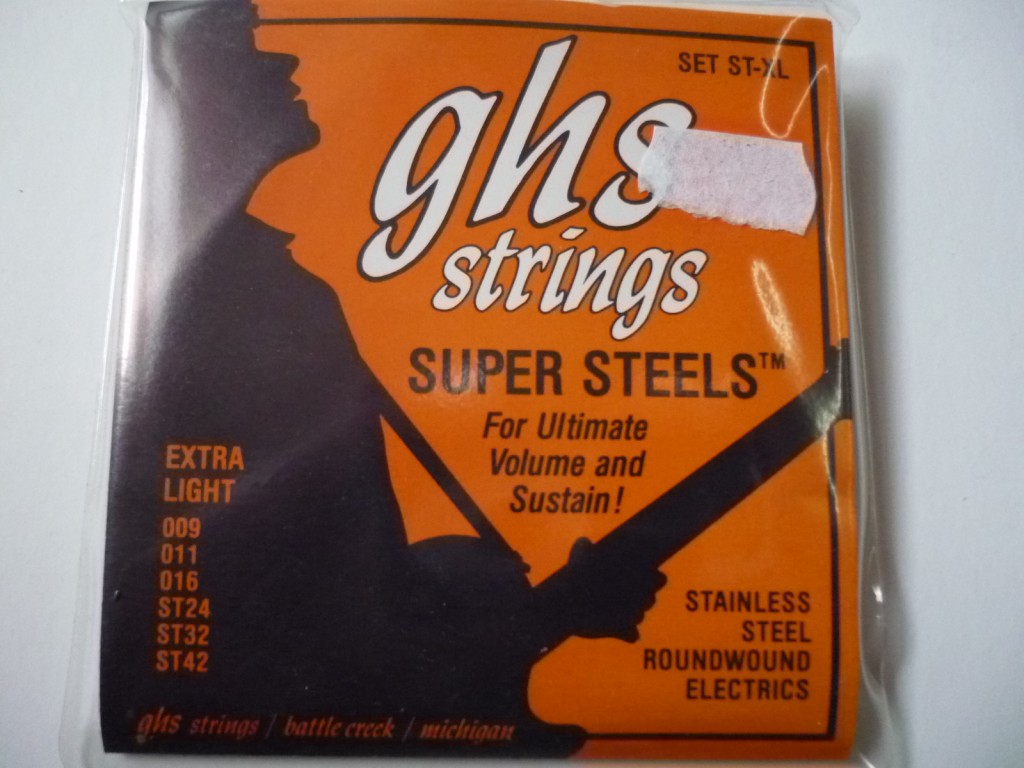 SET ST-XL
ghs
strings
SUPER STEELS™
For Ultimate
Volume and
Sustain!
EXTRA
LIGHT
009
011
016
ST24
ST32
ST42
STAINLESS
STEEL
ROUNDWOUND
ELECTRICS
ghs strings / battle creek / michigan